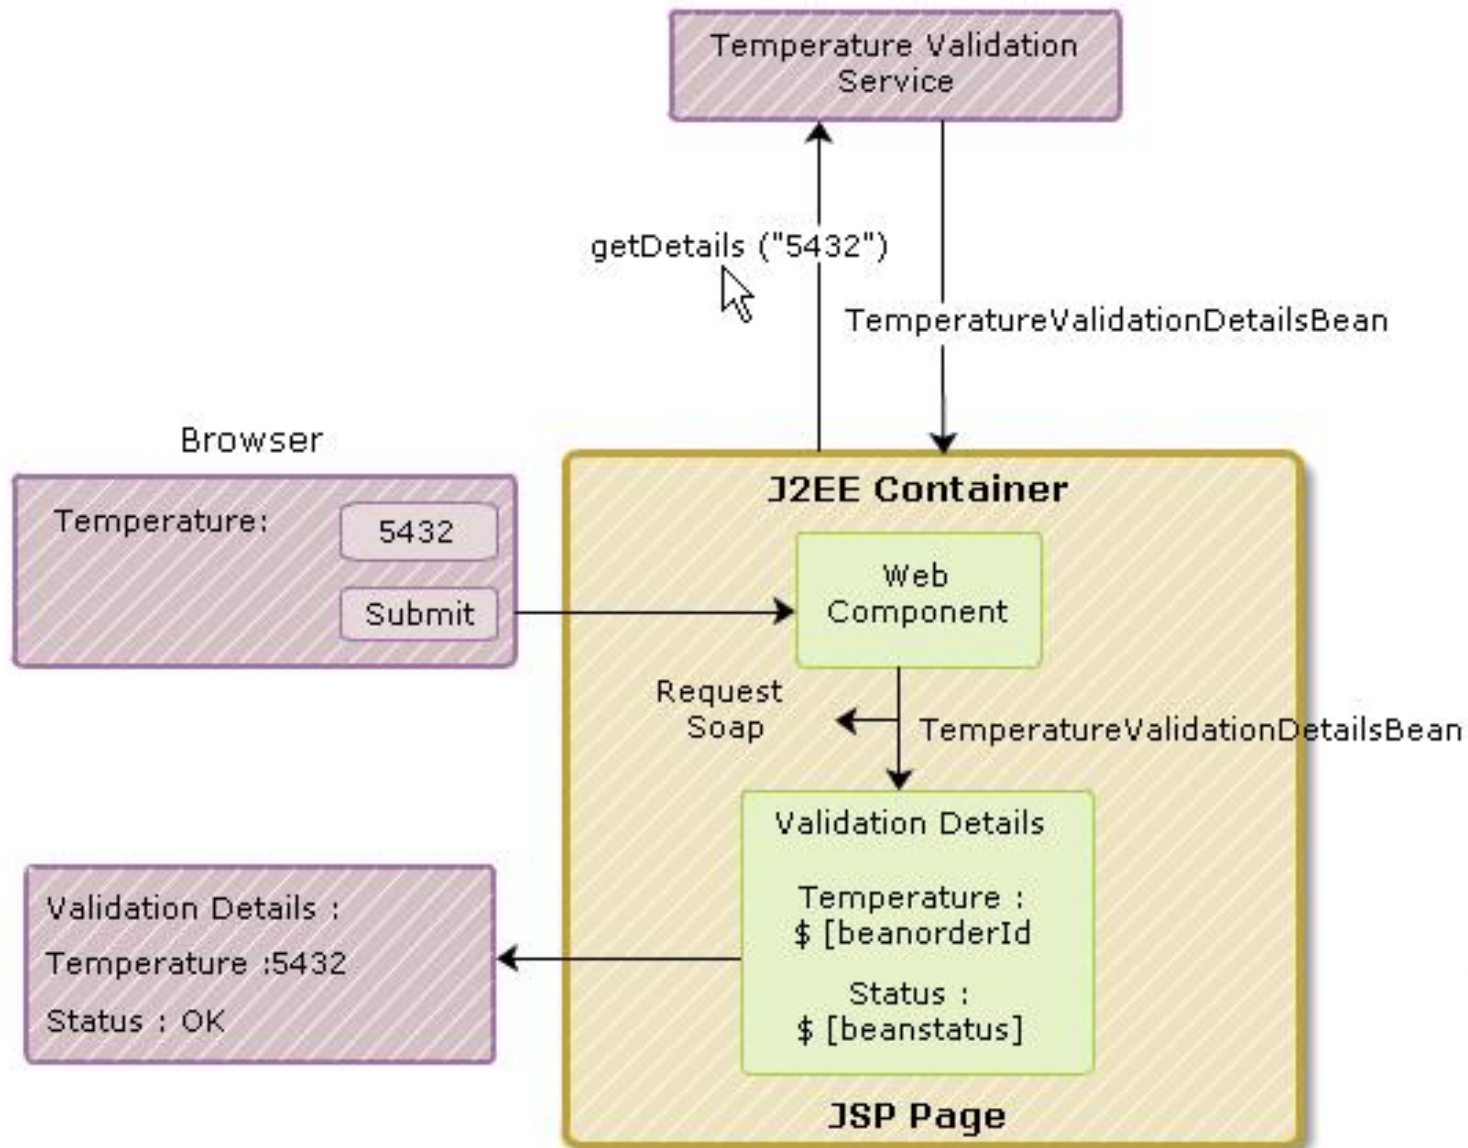 Temperature Validation
Service
getDetails ("5432")
TemperatureValidationDetailsBean
Browser
Temperature:
5432
Submit
J2EE Container
Web
Component
Request
Soap
TemperatureValidationDetailsBean
Validation Details
Temperature :
$ [beanorderId
Status :
$ [beanstatus]
JSP Page
Validation Details :
Temperature :5432
Status : OK